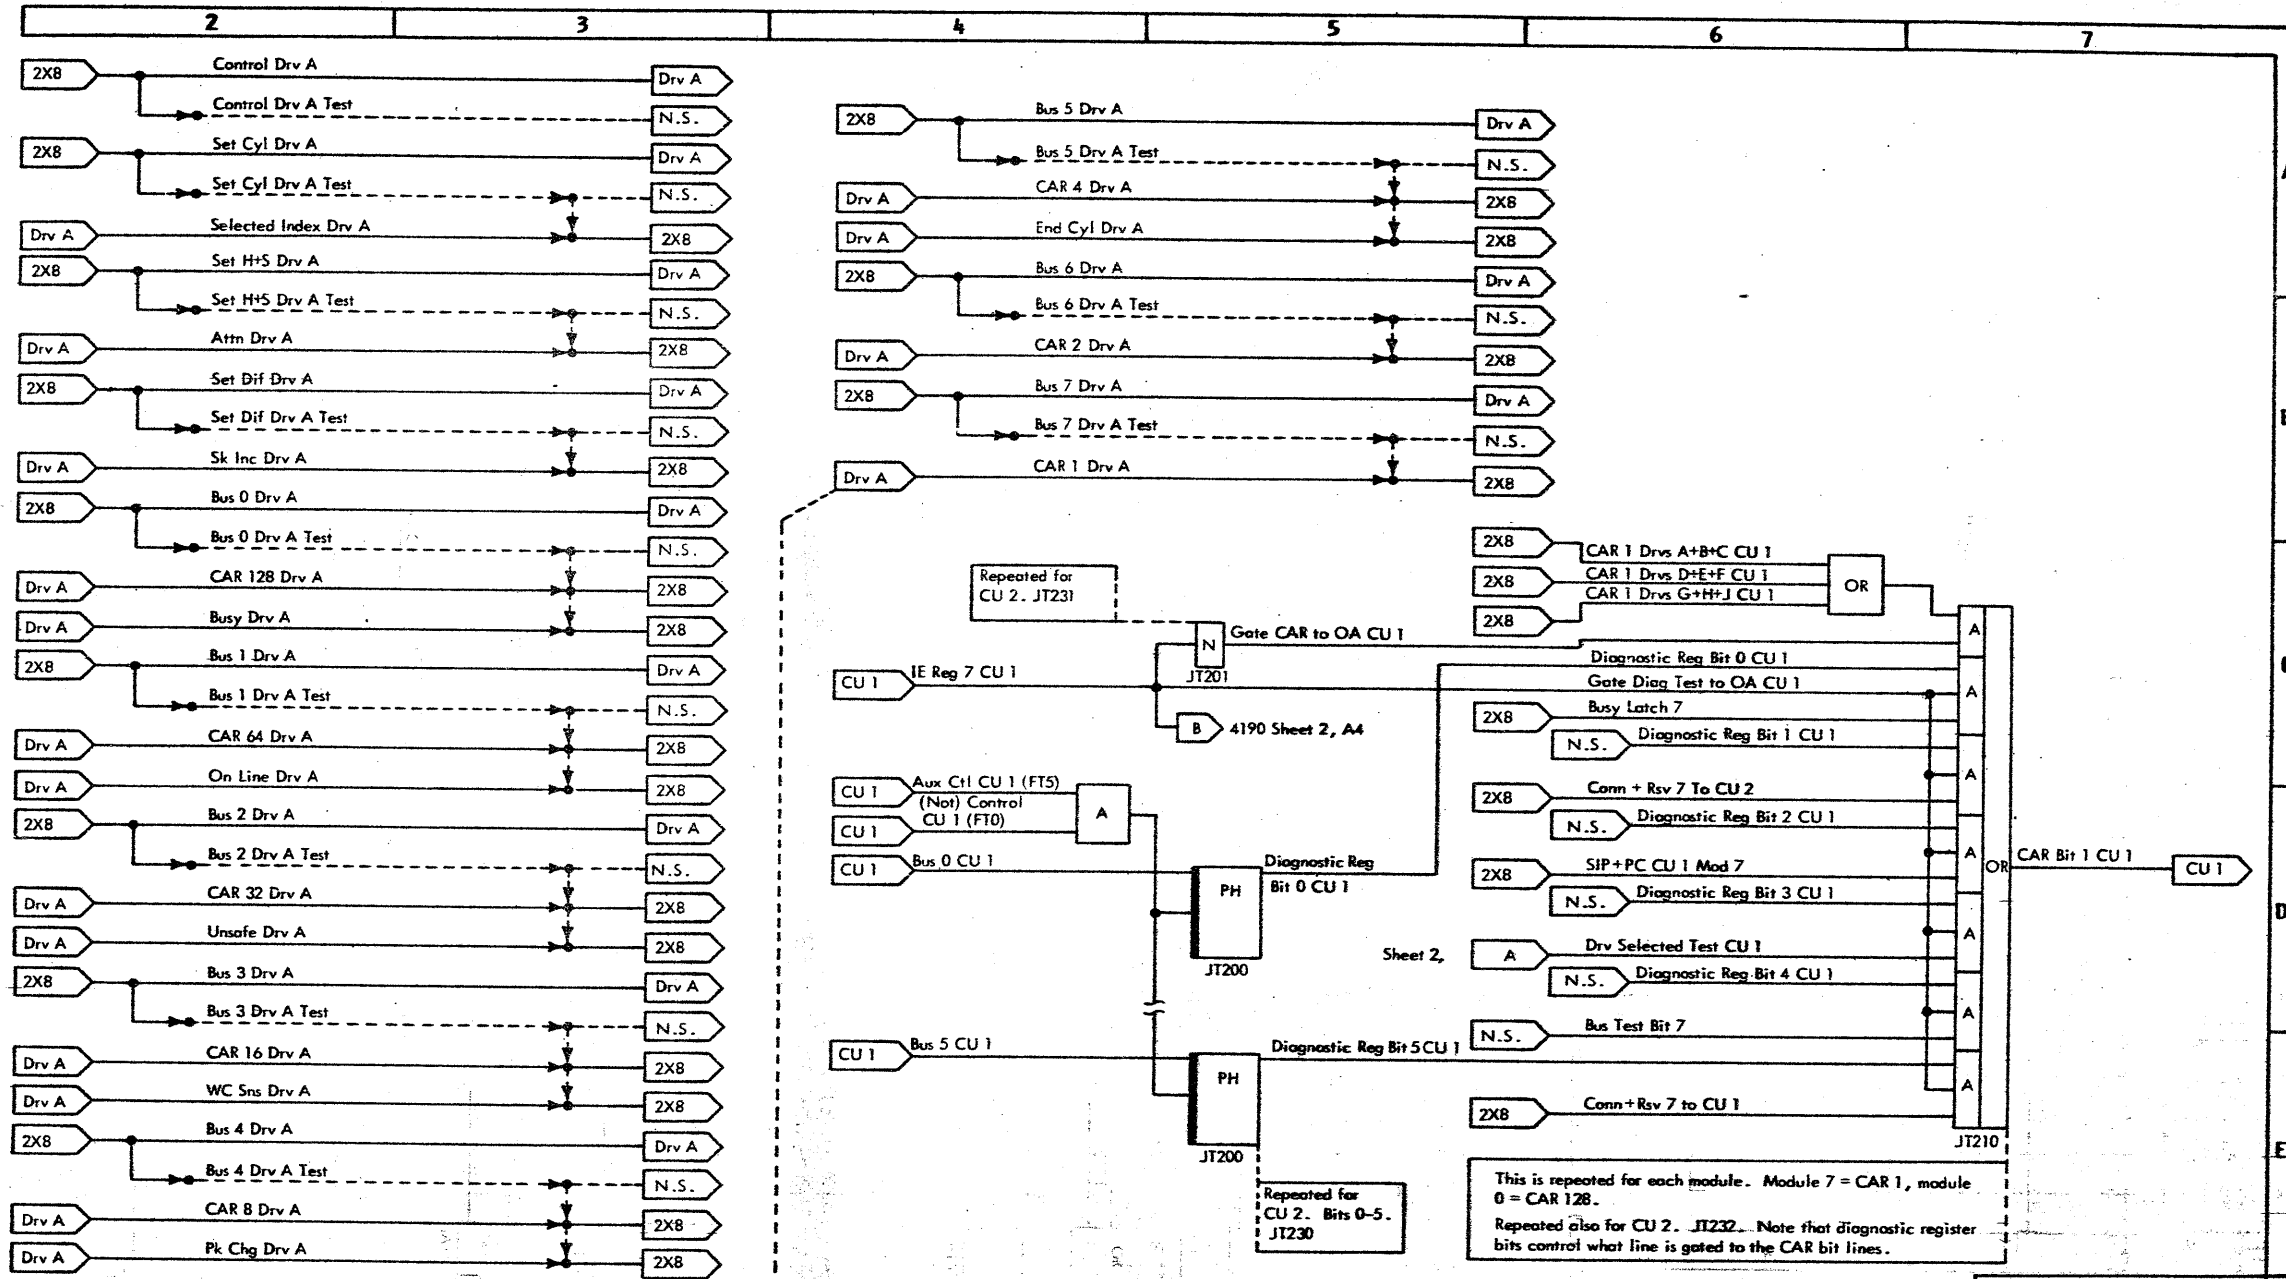 2 3 4 5 6 7
2X8 Control Drv A Drv A
Control Drv A Test N.S.
2X8 Set Cyl Drv A Drv A
Set Cyl Drv A Test N.S.
Drv A Selected Index Drv A 2X8
2X8 Set H+S Drv A Drv A
Set H+S Drv A Test N.S.
Drv A Attn Drv A 2X8
2X8 Set Dif Drv A Drv A
Set Dif Drv A Test N.S.
Drv A Sk Inc Drv A 2X8
2X8 Bus 0 Drv A Drv A
Bus 0 Drv A Test N.S.
Drv A CAR 128 Drv A 2X8
Drv A Busy Drv A 2X8
2X8 Bus 1 Drv A Drv A
Bus 1 Drv A Test N.S.
Drv A CAR 64 Drv A 2X8
Drv A On Line Drv A 2X8
2X8 Bus 2 Drv A Drv A
Bus 2 Drv A Test N.S.
Drv A CAR 32 Drv A 2X8
Drv A Unsafe Drv A 2X8
2X8 Bus 3 Drv A Drv A
Bus 3 Drv A Test N.S.
Drv A CAR 16 Drv A 2X8
Drv A WC Sns Drv A 2X8
2X8 Bus 4 Drv A Drv A
Bus 4 Drv A Test N.S.
Drv A CAR 8 Drv A 2X8
Drv A Pk Chg Drv A 2X8
2X8 Bus 5 Drv A Drv A
Bus 5 Drv A Test N.S.
Drv A CAR 4 Drv A 2X8
Drv A End Cyl Drv A 2X8
2X8 Bus 6 Drv A Drv A
Bus 6 Drv A Test N.S.
Drv A CAR 2 Drv A 2X8
2X8 Bus 7 Drv A Drv A
Bus 7 Drv A Test N.S.
Drv A CAR 1 Drv A 2X8
Repeated for
CU 2. JT231
N
JT201
Gate CAR to OA CU 1
CU 1 IE Reg 7 CU 1
B 4190 Sheet 2, A4
CU 1 Aux Ctl CU 1 (FT5)
(Not) Control
CU 1 CU 1 (FT0)
A
CU 1 Bus 0 CU 1
PH
JT200
Diagnostic Reg
Bit 0 CU 1
CU 1 Bus 5 CU 1
PH
JT200
Diagnostic Reg Bit 5 CU 1
Repeated for
CU 2. Bits 0-5.
JT230
2X8 CAR 1 Drvs A+B+C CU 1
2X8 CAR 1 Drvs D+E+F CU 1
2X8 CAR 1 Drvs G+H+J CU 1
OR
Diagnostic Reg Bit 0 CU 1
Gate Diag Test to OA CU 1
2X8 Busy Latch 7
N.S. Diagnostic Reg Bit 1 CU 1
2X8 Conn + Rsv 7 To CU 2
N.S. Diagnostic Reg Bit 2 CU 1
2X8 SIP+PC CU 1 Mod 7
N.S. Diagnostic Reg Bit 3 CU 1
Sheet 2, A Drv Selected Test CU 1
N.S. Diagnostic Reg Bit 4 CU 1
N.S. Bus Test Bit 7
2X8 Conn+Rsv 7 to CU 1
A
A
A
A
A
A
A
OR
JT210
CAR Bit 1 CU 1 CU 1
This is repeated for each module. Module 7 = CAR 1, module
0 = CAR 128.
Repeated also for CU 2. JT232. Note that diagnostic register
bits control what line is gated to the CAR bit lines.
D
E